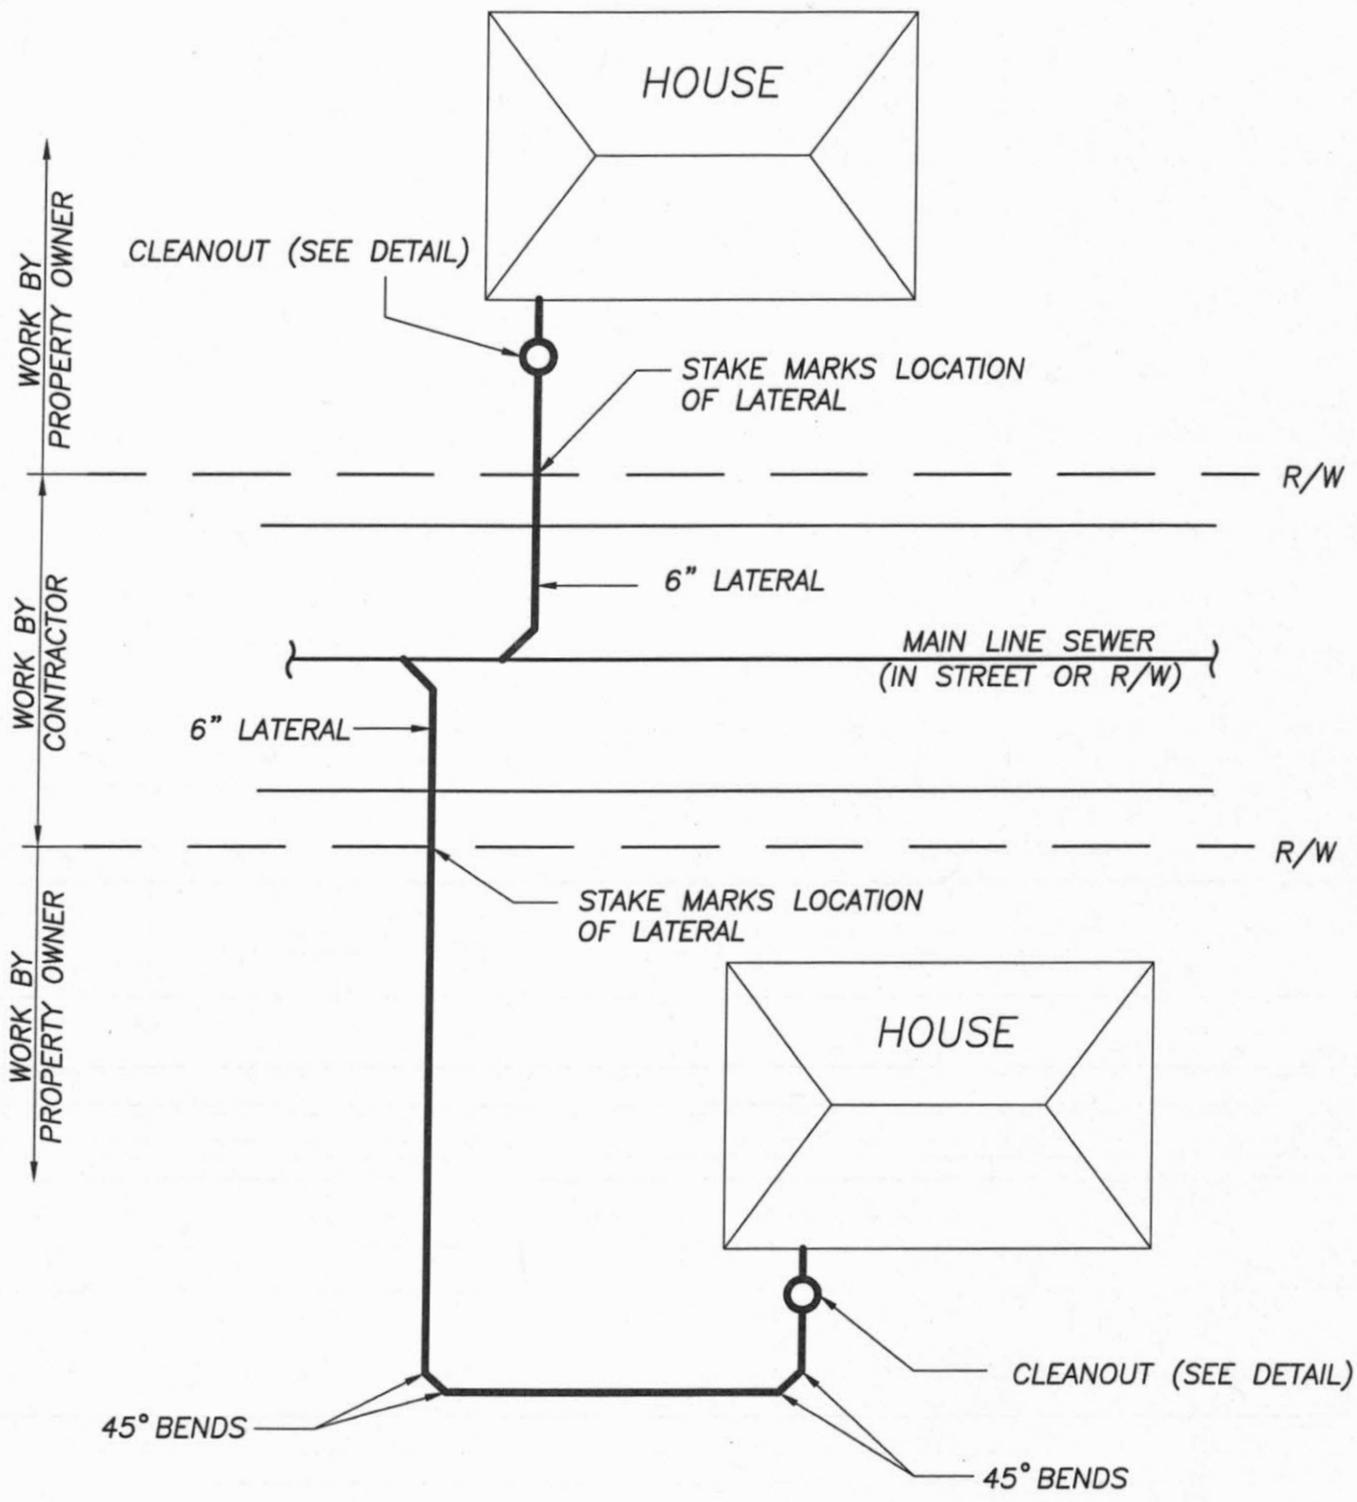 HOUSE
WORK BY
PROPERTY OWNER
CLEANOUT (SEE DETAIL)
STAKE MARKS LOCATION
OF LATERAL
R/W
6" LATERAL
WORK BY
CONTRACTOR
MAIN LINE SEWER
(IN STREET OR R/W)
6" LATERAL
R/W
STAKE MARKS LOCATION
OF LATERAL
WORK BY
PROPERTY OWNER
HOUSE
CLEANOUT (SEE DETAIL)
45° BENDS
45° BENDS